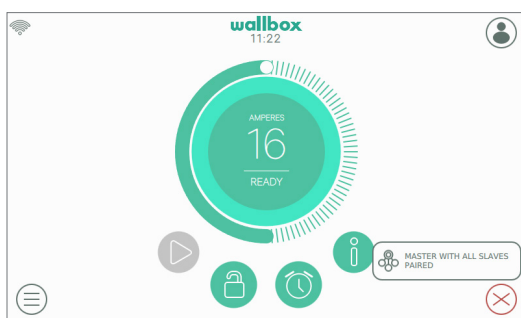 wallbox
11:22
AMPERES
16
READY
MASTER WITH ALL SLAVES
PAIRED